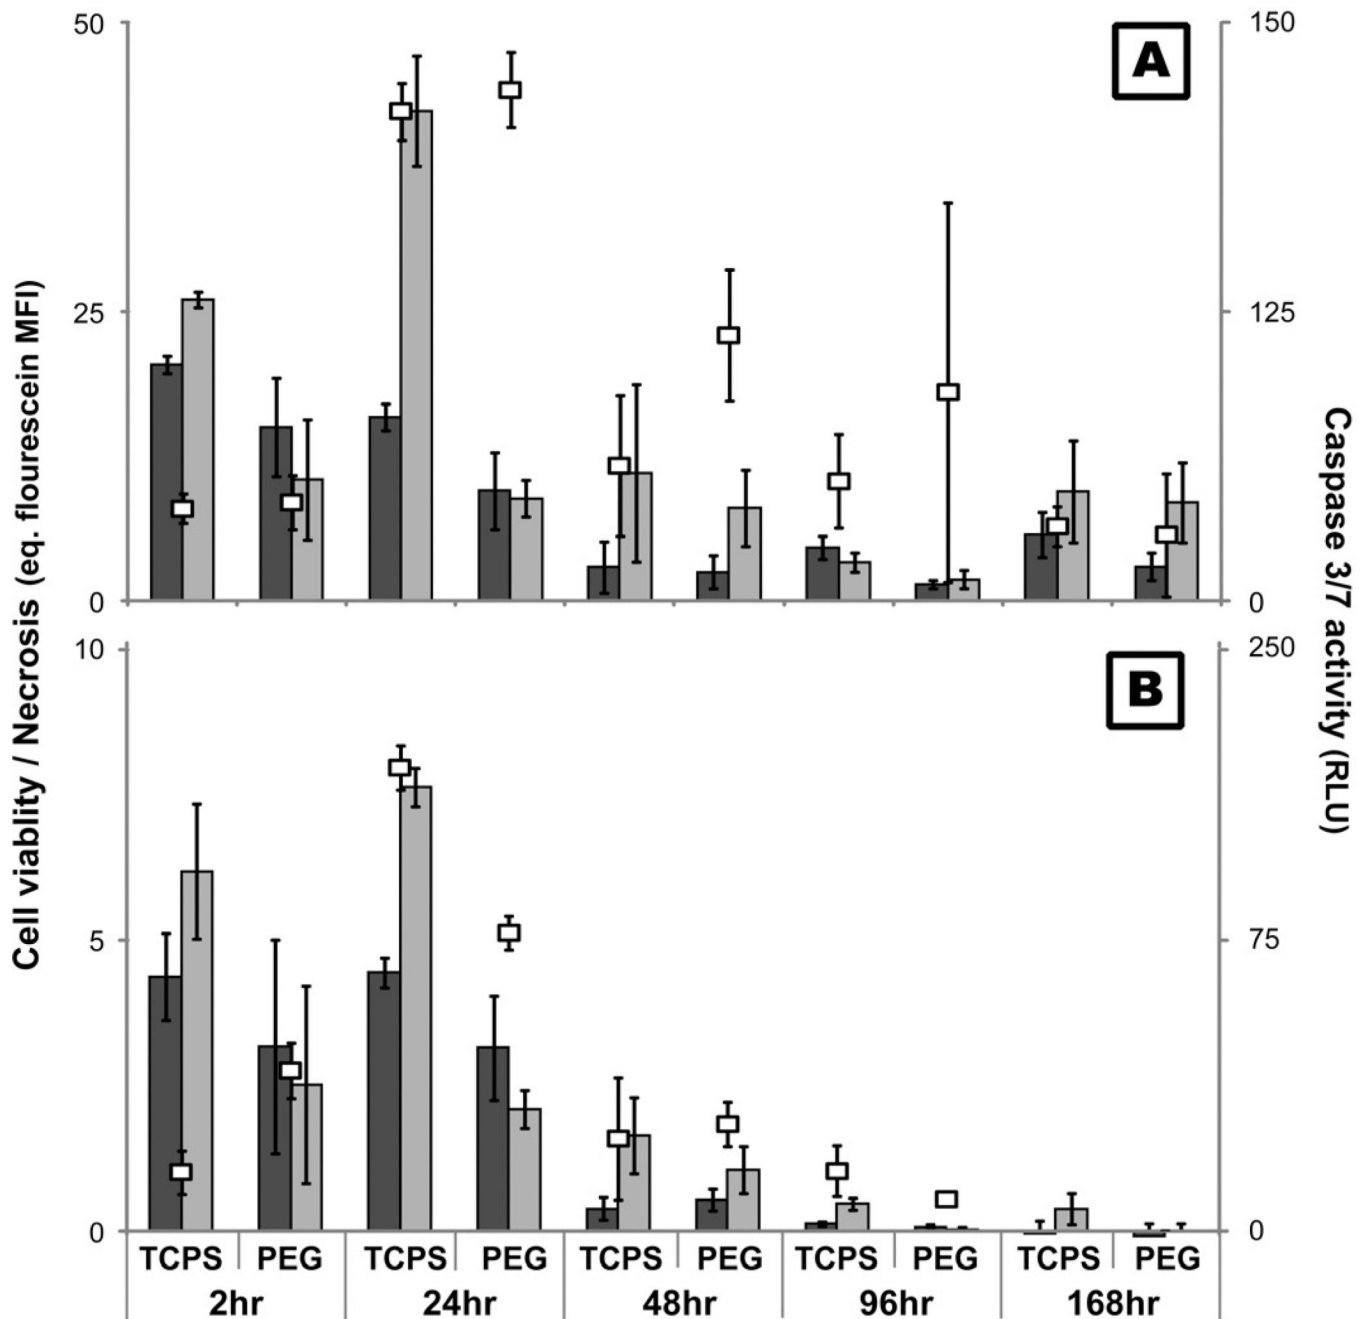 50
150
A
25
125
0
0
10
250
B
5
75
0
0
Cell viablity / Necrosis (eq. flourescein MFI)
Caspase 3/7 activity (RLU)
TCPS PEG TCPS PEG TCPS PEG TCPS PEG TCPS PEG
2hr 24hr 48hr 96hr 168hr